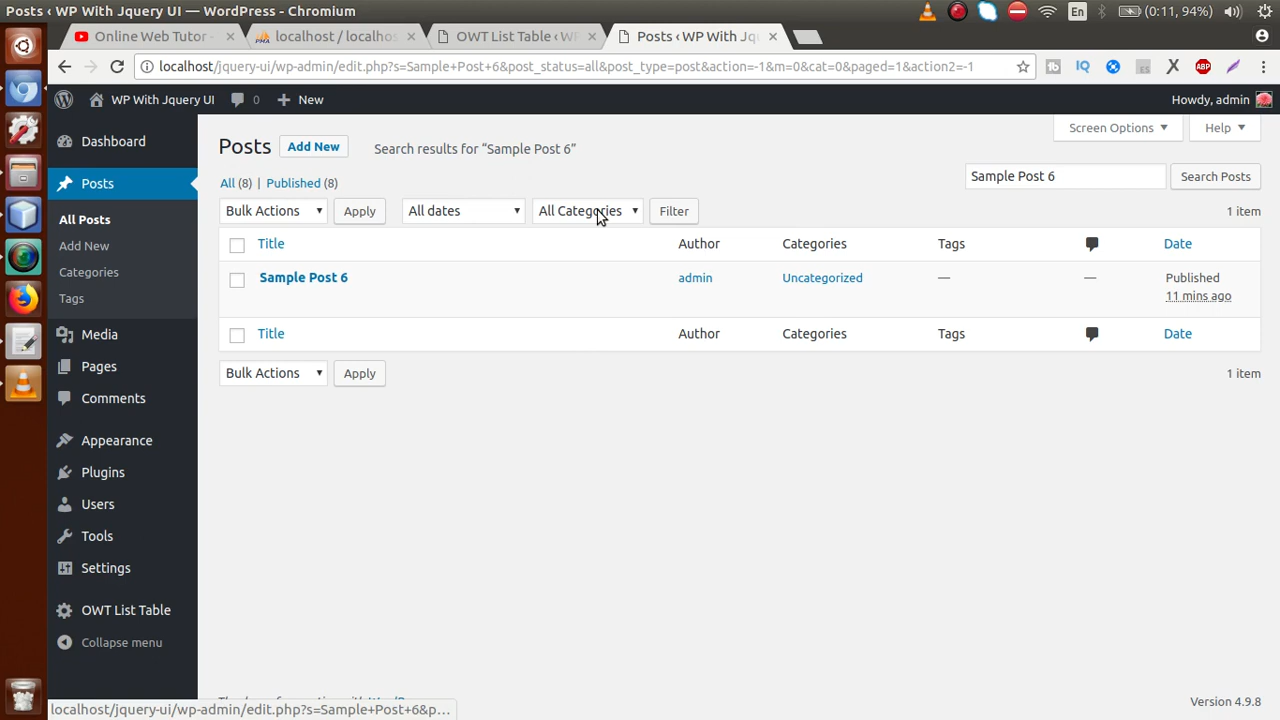 Posts ‹ WP With Jquery UI — WordPress - Chromium
En (0:11, 94%)
Online Web Tutor - × localhost / localhos × OWT List Table ‹ WP × Posts ‹ WP With Jqu ×
localhost/jquery-ui/wp-admin/edit.php?s=Sample+Post+6&post_status=all&post_type=post&action=-1&m=0&cat=0&paged=1&action2=-1
WP With Jquery UI 0 + New Howdy, admin
Screen Options Help
Dashboard
Posts
All Posts
Add New
Categories
Tags
Media
Pages
Comments
Appearance
Plugins
Users
Tools
Settings
OWT List Table
Collapse menu
Posts Add New Search results for “Sample Post 6”
All (8) | Published (8)
Sample Post 6 Search Posts
Bulk Actions Apply All dates All Categories Filter 1 item
Title Author Categories Tags Date
Sample Post 6 admin Uncategorized — — Published
11 mins ago
Title Author Categories Tags Date
Bulk Actions Apply 1 item
Version 4.9.8
localhost/jquery-ui/wp-admin/edit.php?s=Sample+Post+6&p...